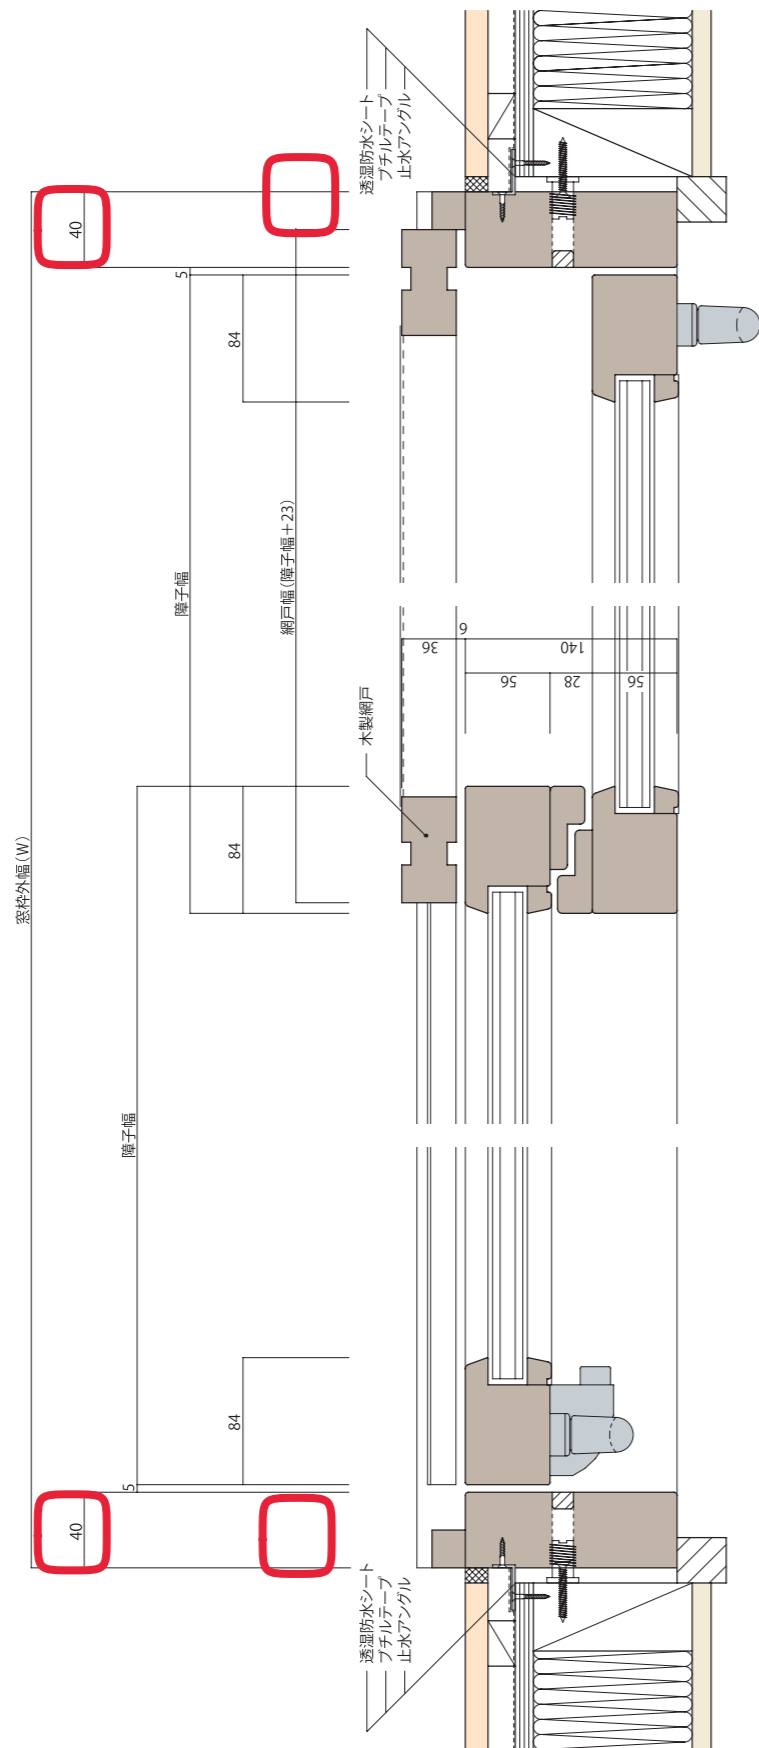 透湿防水シート
ブチルテープ
止水アングル
40
5
84
障子幅
網戸幅(障子幅+23)
36
6
140
56
28
56
木製網戸
窓枠外幅(W)
84
障子幅
84
5
40
透湿防水シート
ブチルテープ
止水アングル